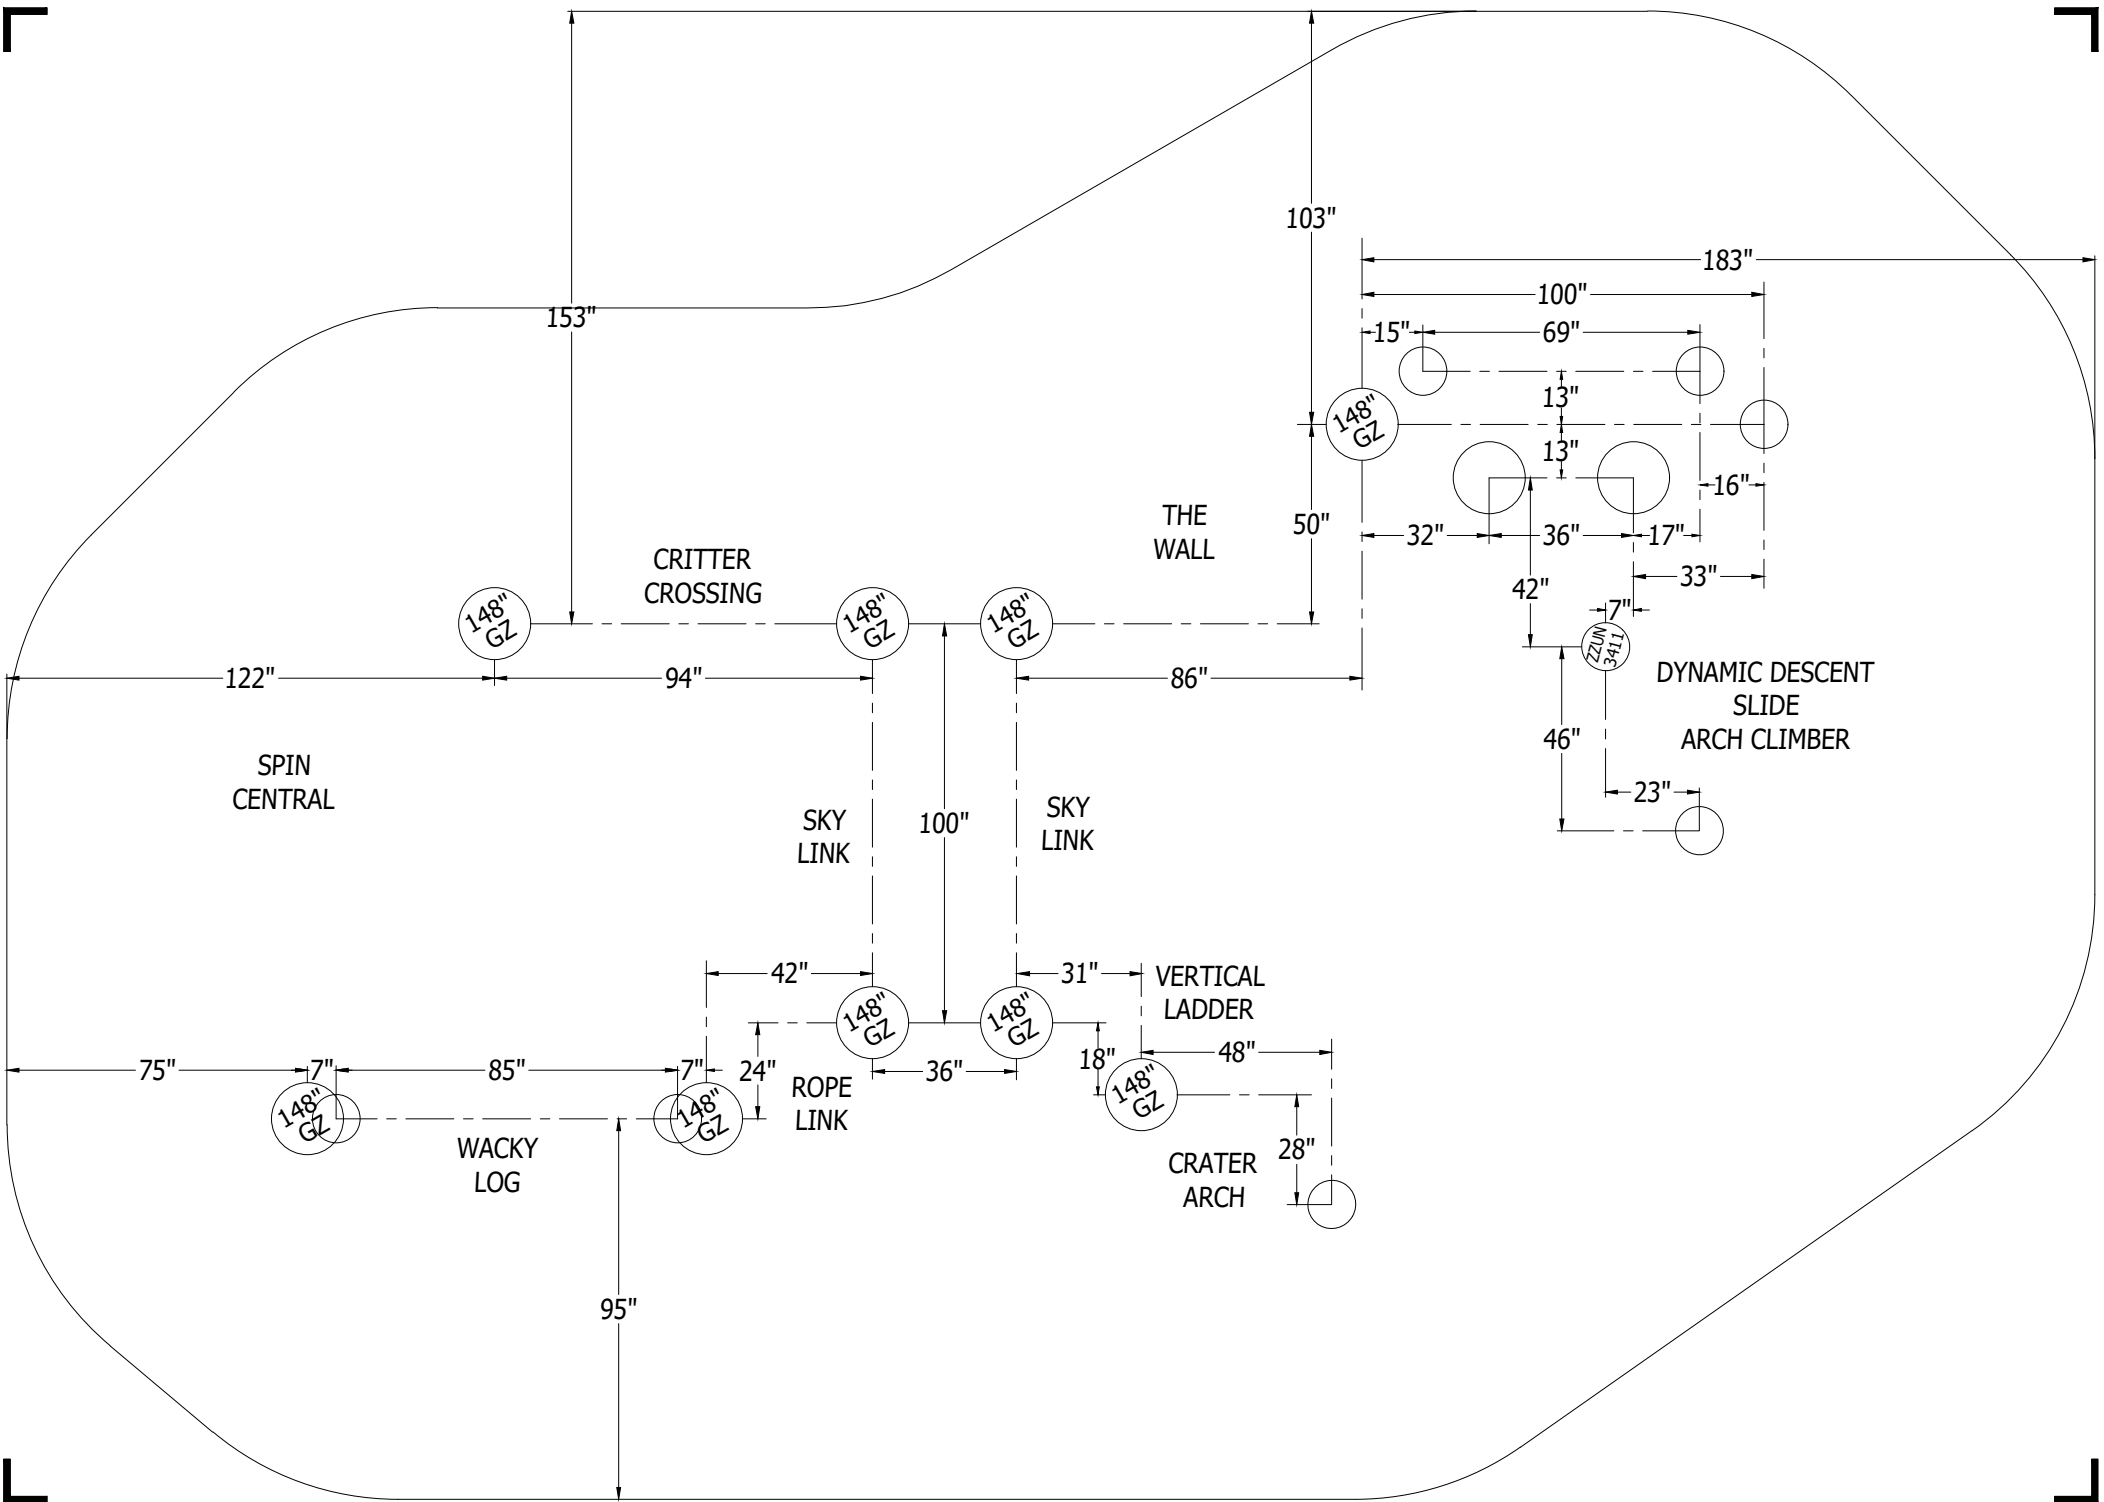 103"
183"
100"
153"
15"
69"
13"
148"
GZ
13"
16"
THE
WALL
50"
32"
36"
17"
CRITTER
CROSSING
33"
42"
7"
148"
GZ
148"
GZ
148"
GZ
ZZUN
3411
122"
94"
86"
DYNAMIC DESCENT
SLIDE
ARCH CLIMBER
46"
SPIN
CENTRAL
23"
SKY
LINK
100"
SKY
LINK
42"
31"
VERTICAL
LADDER
148"
GZ
148"
GZ
75"
7"
85"
7"
24"
36"
18"
48"
ROPE
LINK
148"
GZ
148"
GZ
148"
GZ
WACKY
LOG
28"
CRATER
ARCH
95"